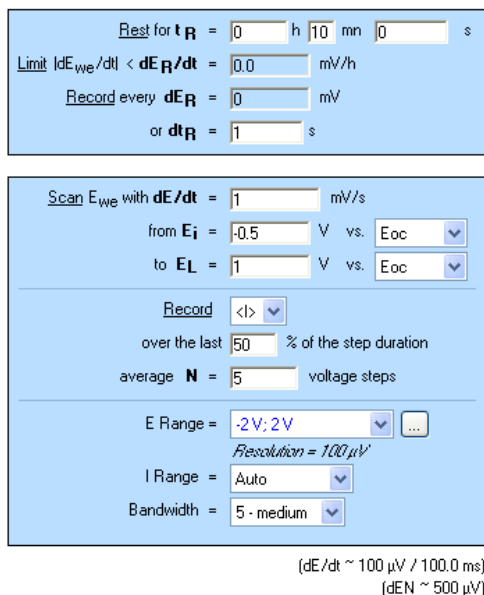 Rest for t R = 0 h 10 mn 0 s
Limit |dEwe/dt| < dER/dt = 0.0 mV/h
Record every dER = 0 mV
or dtR = 1 s
Scan Ewe with dE/dt = 1 mV/s
from Ei = -0.5 V vs. Eoc
to EL = 1 V vs. Eoc
Record <I>
over the last 50 % of the step duration
average N = 5 voltage steps
E Range = -2 V; 2 V ...
Resolution = 100 µV
I Range = Auto
Bandwidth = 5 - medium
(dE/dt ~ 100 µV / 100.0 ms)
(dEN ~ 500 µV)